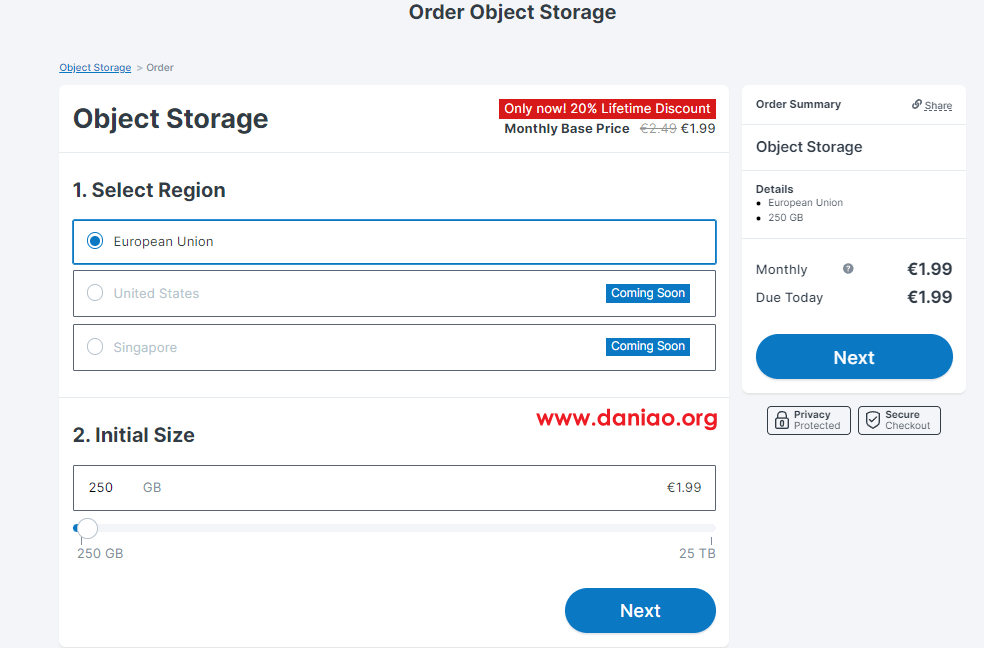 Order Object Storage
Object Storage > Order
Object Storage
Only now! 20% Lifetime Discount
Monthly Base Price €2.49 €1.99
1. Select Region
European Union
United States Coming Soon
Singapore Coming Soon
www.daniao.org
2. Initial Size
250 GB €1.99
250 GB 25 TB
Next
Order Summary Share
Object Storage
Details
European Union
250 GB
Monthly ? €1.99
Due Today €1.99
Next
Privacy
Protected
Secure
Checkout